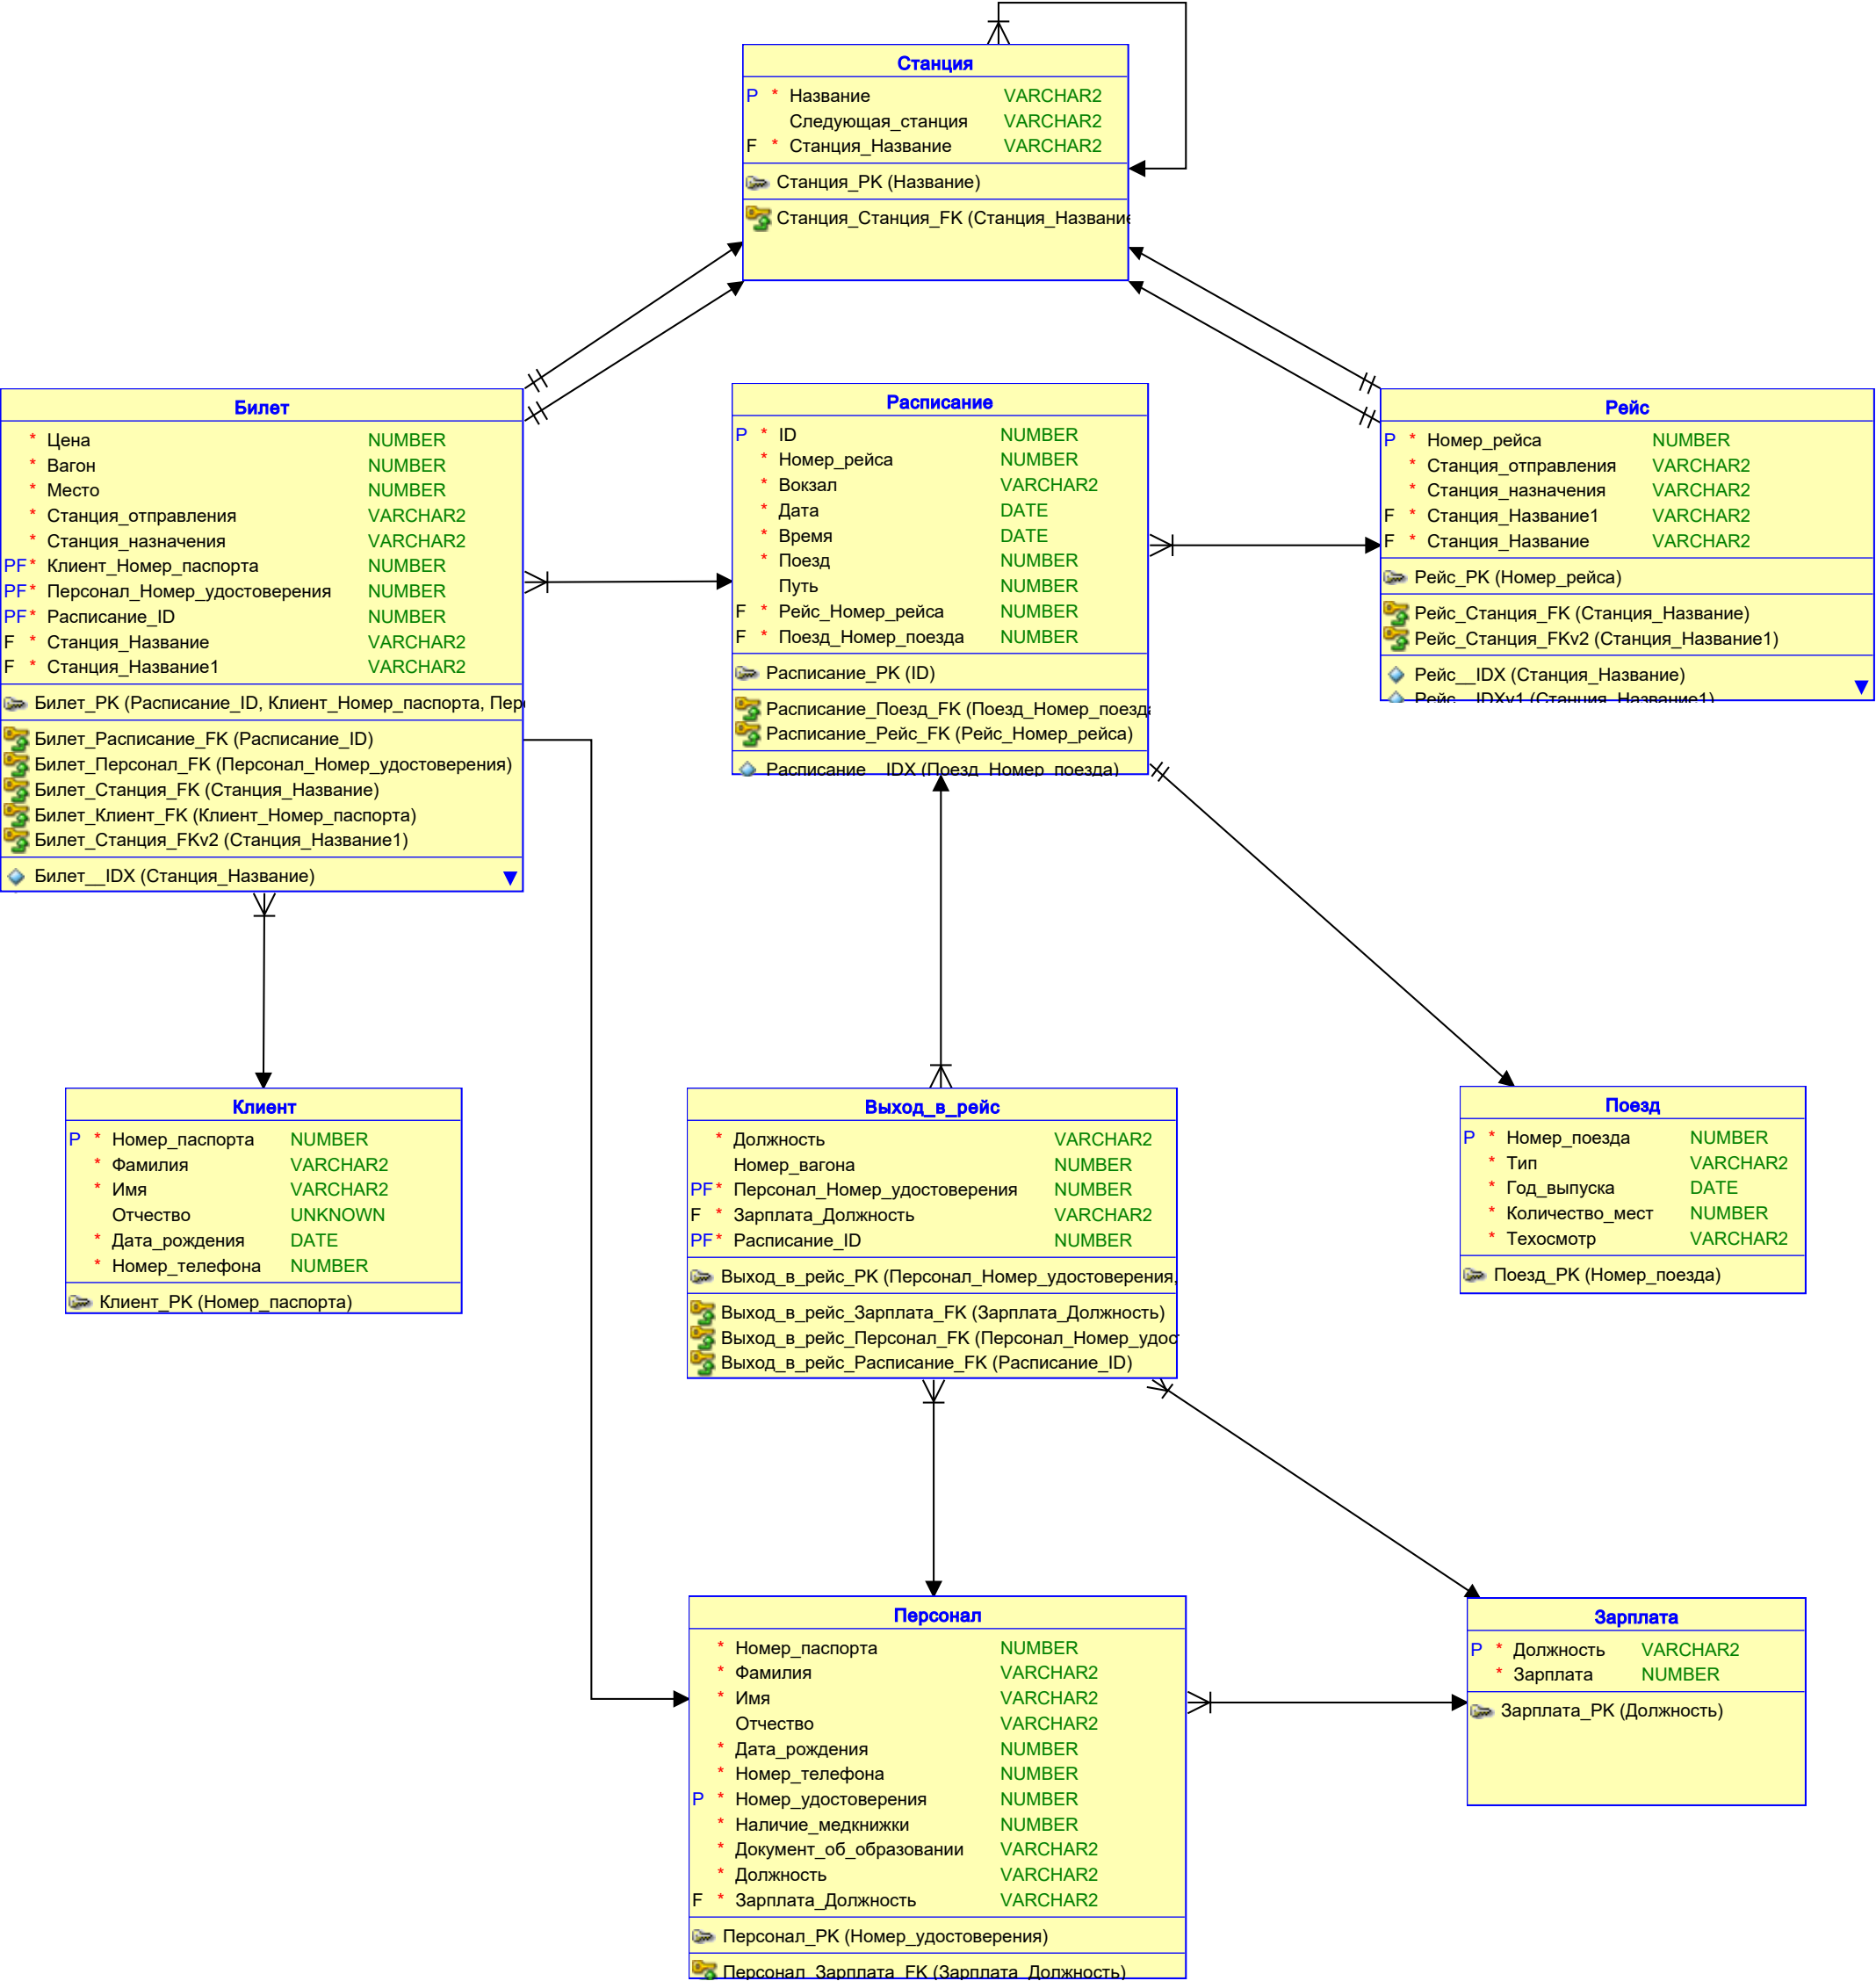 Станция
P * Название VARCHAR2
Следующая_станция VARCHAR2
F * Станция_Название VARCHAR2
Станция_PK (Название)
Станция_Станция_FK (Станция_Название
Билет
* Цена NUMBER
* Вагон NUMBER
* Место NUMBER
* Станция_отправления VARCHAR2
* Станция_назначения VARCHAR2
PF * Клиент_Номер_паспорта NUMBER
PF * Персонал_Номер_удостоверения NUMBER
PF * Расписание_ID NUMBER
F * Станция_Название VARCHAR2
F * Станция_Название1 VARCHAR2
Билет_PK (Расписание_ID, Клиент_Номер_паспорта, Пер
Билет_Расписание_FK (Расписание_ID)
Билет_Персонал_FK (Персонал_Номер_удостоверения)
Билет_Станция_FK (Станция_Название)
Билет_Клиент_FK (Клиент_Номер_паспорта)
Билет_Станция_FKv2 (Станция_Название1)
Билет__IDX (Станция_Название)
Расписание
P * ID NUMBER
* Номер_рейса NUMBER
* Вокзал VARCHAR2
* Дата DATE
* Время DATE
* Поезд NUMBER
Путь NUMBER
F * Рейс_Номер_рейса NUMBER
F * Поезд_Номер_поезда NUMBER
Расписание_PK (ID)
Расписание_Поезд_FK (Поезд_Номер_поезда
Расписание_Рейс_FK (Рейс_Номер_рейса)
Расписание__IDX (Поезд_Номер_поезда)
Рейс
P * Номер_рейса NUMBER
* Станция_отправления VARCHAR2
* Станция_назначения VARCHAR2
F * Станция_Название1 VARCHAR2
F * Станция_Название VARCHAR2
Рейс_PK (Номер_рейса)
Рейс_Станция_FK (Станция_Название)
Рейс_Станция_FKv2 (Станция_Название1)
Рейс__IDX (Станция_Название)
Рейс__IDXv1 (Станция_Название1)
Клиент
P * Номер_паспорта NUMBER
* Фамилия VARCHAR2
* Имя VARCHAR2
Отчество UNKNOWN
* Дата_рождения DATE
* Номер_телефона NUMBER
Клиент_PK (Номер_паспорта)
Выход_в_рейс
* Должность VARCHAR2
Номер_вагона NUMBER
PF * Персонал_Номер_удостоверения NUMBER
F * Зарплата_Должность VARCHAR2
PF * Расписание_ID NUMBER
Выход_в_рейс_PK (Персонал_Номер_удостоверения,
Выход_в_рейс_Зарплата_FK (Зарплата_Должность)
Выход_в_рейс_Персонал_FK (Персонал_Номер_удост
Выход_в_рейс_Расписание_FK (Расписание_ID)
Поезд
P * Номер_поезда NUMBER
* Тип VARCHAR2
* Год_выпуска DATE
* Количество_мест NUMBER
* Техосмотр VARCHAR2
Поезд_PK (Номер_поезда)
Персонал
* Номер_паспорта NUMBER
* Фамилия VARCHAR2
* Имя VARCHAR2
Отчество VARCHAR2
* Дата_рождения NUMBER
* Номер_телефона NUMBER
P * Номер_удостоверения NUMBER
* Наличие_медкнижки NUMBER
* Документ_об_образовании VARCHAR2
* Должность VARCHAR2
F * Зарплата_Должность VARCHAR2
Персонал_PK (Номер_удостоверения)
Персонал_Зарплата_FK (Зарплата_Должность)
Зарплата
P * Должность VARCHAR2
* Зарплата NUMBER
Зарплата_PK (Должность)